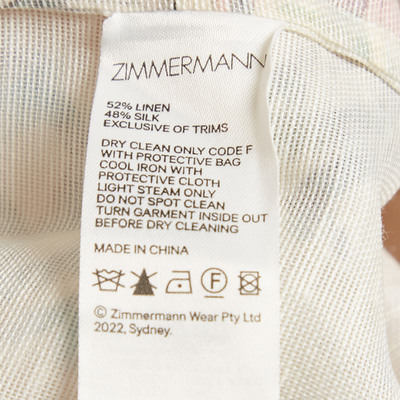 ZIMMERMANN
52% LINEN
48% SILK
EXCLUSIVE OF TRIMS
DRY CLEAN ONLY CODE F
WITH PROTECTIVE BAG
COOL IRON WITH
PROTECTIVE CLOTH
LIGHT STEAM ONLY
DO NOT SPOT CLEAN
TURN GARMENT INSIDE OUT
BEFORE DRY CLEANING
MADE IN CHINA
F
© Zimmermann Wear Pty Ltd
2022, Sydney.